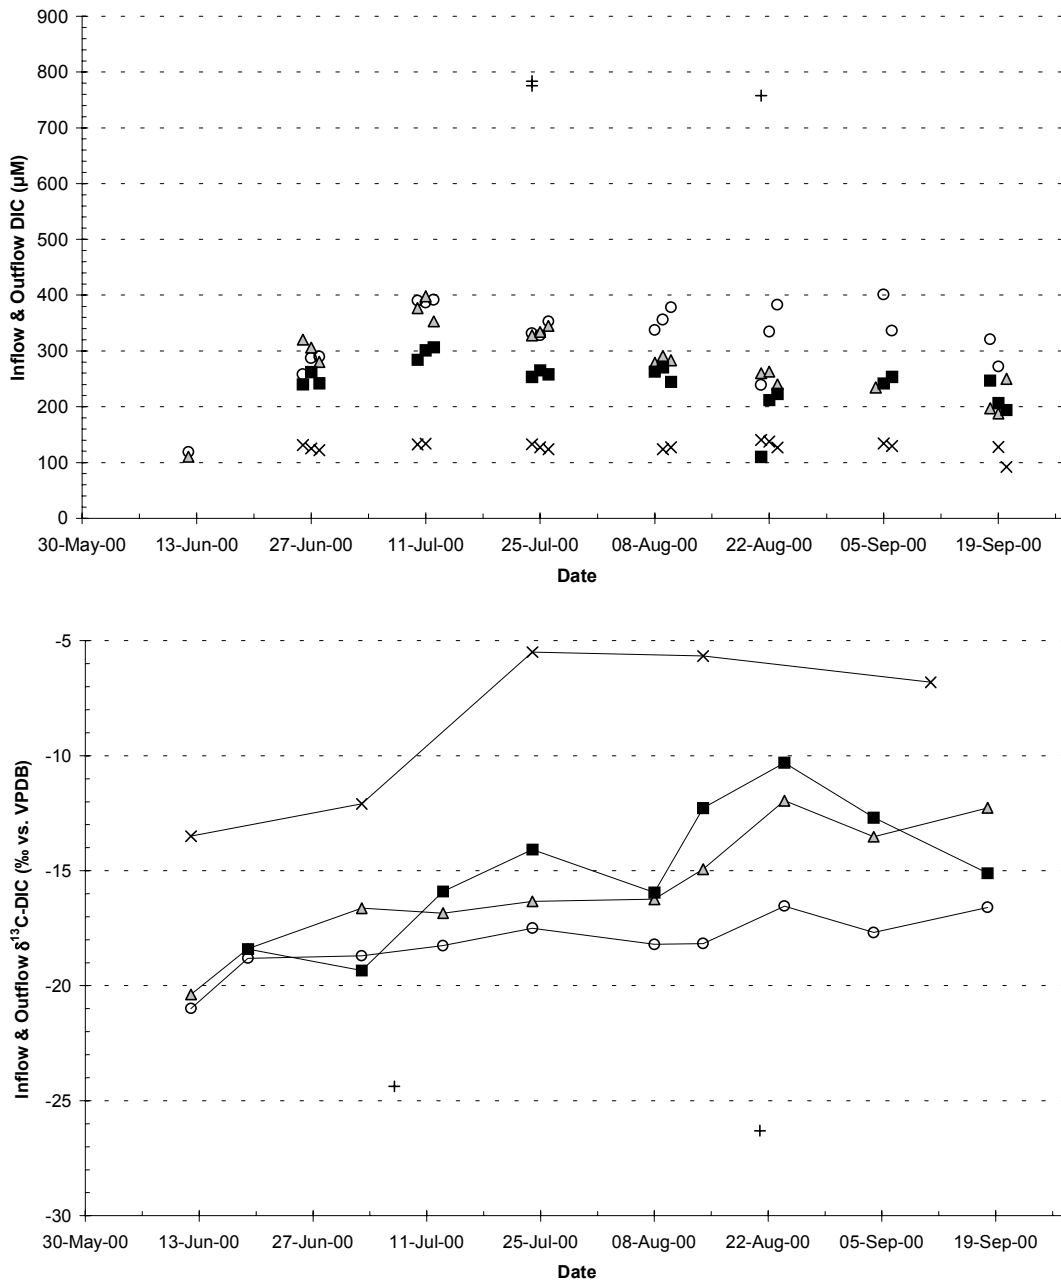 900
800
700
600
500
400
300
200
100
0
Inflow & Outflow DIC (µM)
30-May-00 13-Jun-00 27-Jun-00 11-Jul-00 25-Jul-00 08-Aug-00 22-Aug-00 05-Sep-00 19-Sep-00
Date
-5
-10
-15
-20
-25
-30
Inflow & Outflow δ¹³C-DIC (‰ vs. VPDB)
30-May-00 13-Jun-00 27-Jun-00 11-Jul-00 25-Jul-00 08-Aug-00 22-Aug-00 05-Sep-00 19-Sep-00
Date